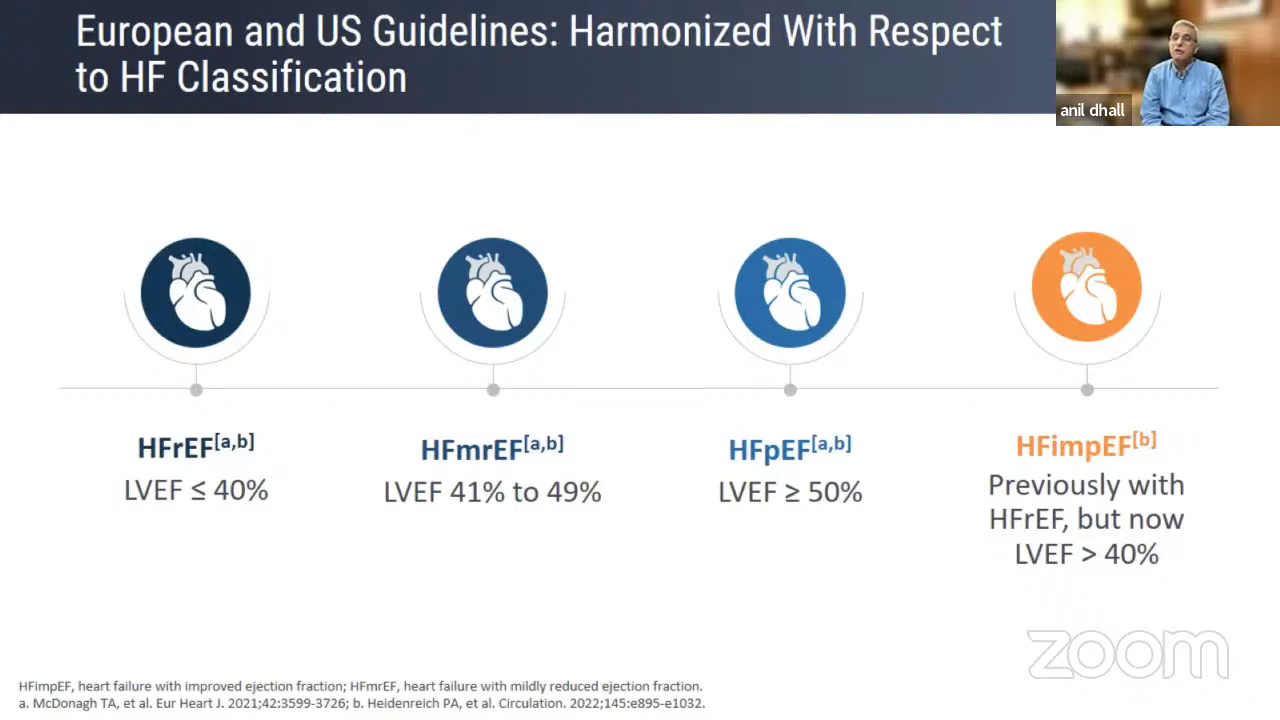 European and US Guidelines: Harmonized With Respect
to HF Classification
anil dhall
HFrEF[a,b]
LVEF ≤ 40%
HFmrEF[a,b]
LVEF 41% to 49%
HFpEF[a,b]
LVEF ≥ 50%
HFimpEF[b]
Previously with
HFrEF, but now
LVEF > 40%
zoom
HFimpEF, heart failure with improved ejection fraction; HFmrEF, heart failure with mildly reduced ejection fraction.
a. McDonagh TA, et al. Eur Heart J. 2021;42:3599-3726; b. Heidenreich PA, et al. Circulation. 2022;145:e895-e1032.